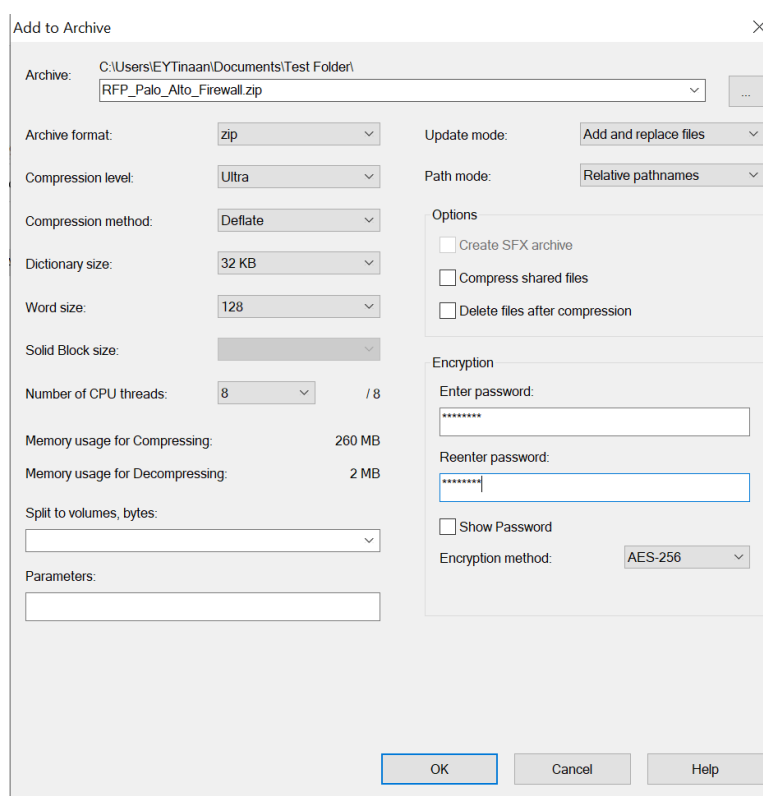 Add to Archive
Archive:
C:\Users\EYTinaan\Documents\Test Folder\
RFP_Palo_Alto_Firewall.zip
...
Archive format:
zip
Compression level:
Ultra
Compression method:
Deflate
Dictionary size:
32 KB
Word size:
128
Solid Block size:
Number of CPU threads:
8
/ 8
Memory usage for Compressing:
260 MB
Memory usage for Decompressing:
2 MB
Split to volumes, bytes:
Parameters:
Update mode:
Add and replace files
Path mode:
Relative pathnames
Options
Create SFX archive
Compress shared files
Delete files after compression
Encryption
Enter password:
********
Reenter password:
********
Show Password
Encryption method:
AES-256
OK
Cancel
Help